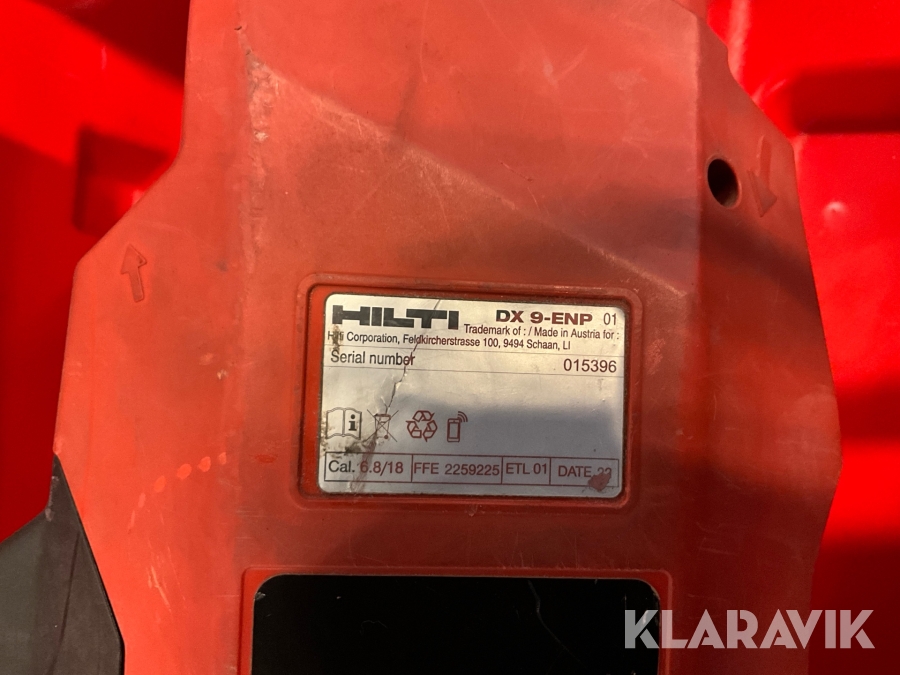 HILTI DX 9-ENP 01
Trademark of : / Made in Austria for :
Hilti Corporation, Feldkircherstrasse 100, 9494 Schaan, LI
Serial number 015396
Cal. 6.8/18 FFE 2259225 ETL 01 DATE
KLARAVIK